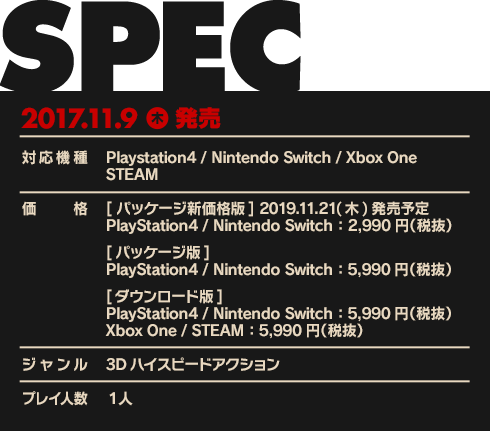 SPEC
2017.11.9 木 発売
対応機種 Playstation4 / Nintendo Switch / Xbox One
STEAM
価格 [ パッケージ新価格版 ] 2019.11.21( 木 ) 発売予定
PlayStation4 / Nintendo Switch：2,990 円（税抜）
[ パッケージ版 ]
PlayStation4 / Nintendo Switch：5,990 円（税抜）
[ ダウンロード版 ]
PlayStation4 / Nintendo Switch：5,990 円（税抜）
Xbox One / STEAM：5,990 円（税抜）
ジャンル 3D ハイスピードアクション
プレイ人数 1人